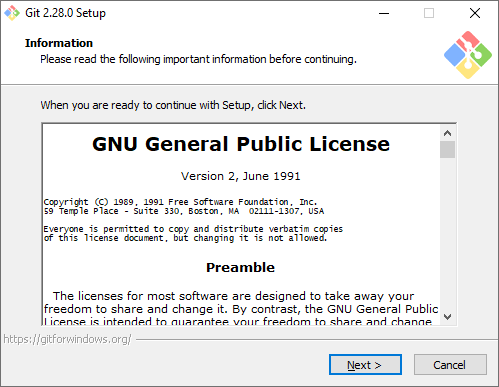 Git 2.28.0 Setup
Information
Please read the following important information before continuing.
When you are ready to continue with Setup, click Next.
GNU General Public License
Version 2, June 1991
Copyright (C) 1989, 1991 Free Software Foundation, Inc.
59 Temple Place - Suite 330, Boston, MA  02111-1307, USA
Everyone is permitted to copy and distribute verbatim copies
of this license document, but changing it is not allowed.
Preamble
The licenses for most software are designed to take away your
freedom to share and change it. By contrast, the GNU General Public
License is intended to guarantee your freedom to share and change
https://gitforwindows.org/
Next >
Cancel